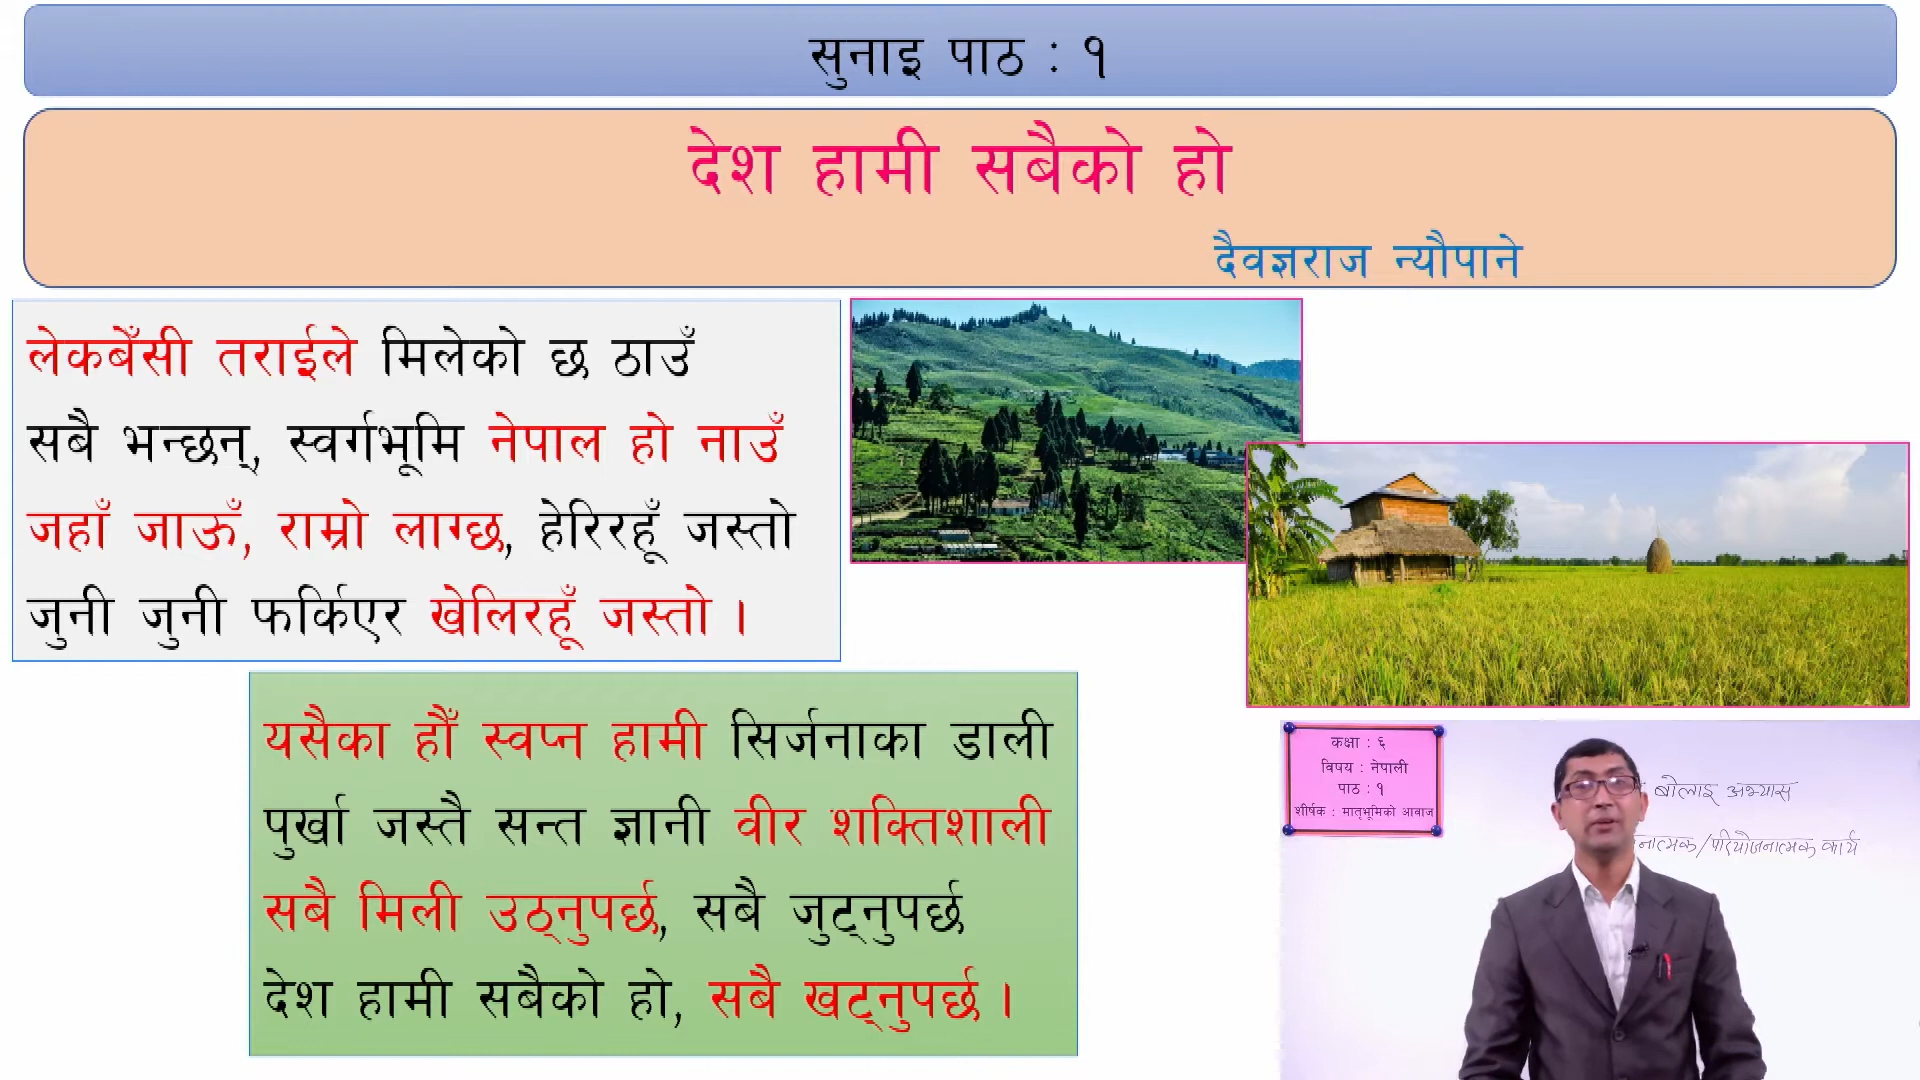 सुनाइ पाठ : १
देश हामी सबैको हो
दैवज्ञराज न्यौपाने
लेकबेँसी तराईले मिलेको छ ठाउँ
सबै भन्छन्, स्वर्गभूमि नेपाल हो नाउँ
जहाँ जाऊँ, राम्रो लाग्छ, हेरिरहूँ जस्तो
जुनी जुनी फर्किएर खेलिरहूँ जस्तो ।
यसैका हौँ स्वप्न हामी सिर्जनाका डाली
पुर्खा जस्तै सन्त ज्ञानी वीर शक्तिशाली
सबै मिली उठ्नुपर्छ, सबै जुट्नुपर्छ
देश हामी सबैको हो, सबै खट्नुपर्छ ।
कक्षा : ६
विषय : नेपाली
पाठ : १
शीर्षक : मातृभूमिको आवाज
बोलाइ अभ्यास
नात्मक/परियोजनात्मक कार्य